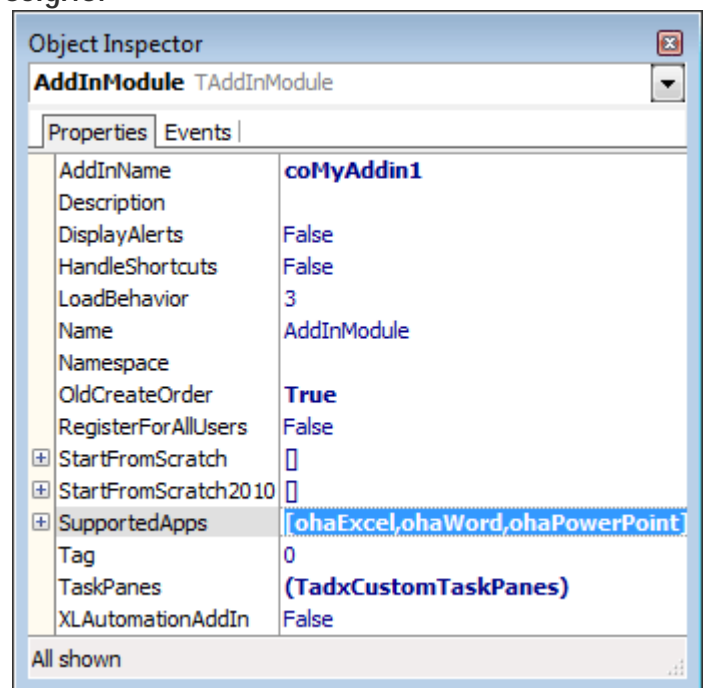 Object Inspector
AddInModule TAddInModule
Properties Events
AddInName coMyAddin1
Description
DisplayAlerts False
HandleShortcuts False
LoadBehavior 3
Name AddInModule
Namespace
OldCreateOrder True
RegisterForAllUsers False
StartFromScratch []
StartFromScratch2010 []
SupportedApps [ohaExcel,ohaWord,ohaPowerPoint]
Tag 0
TaskPanes (TadxCustomTaskPanes)
XLAutomationAddIn False
All shown